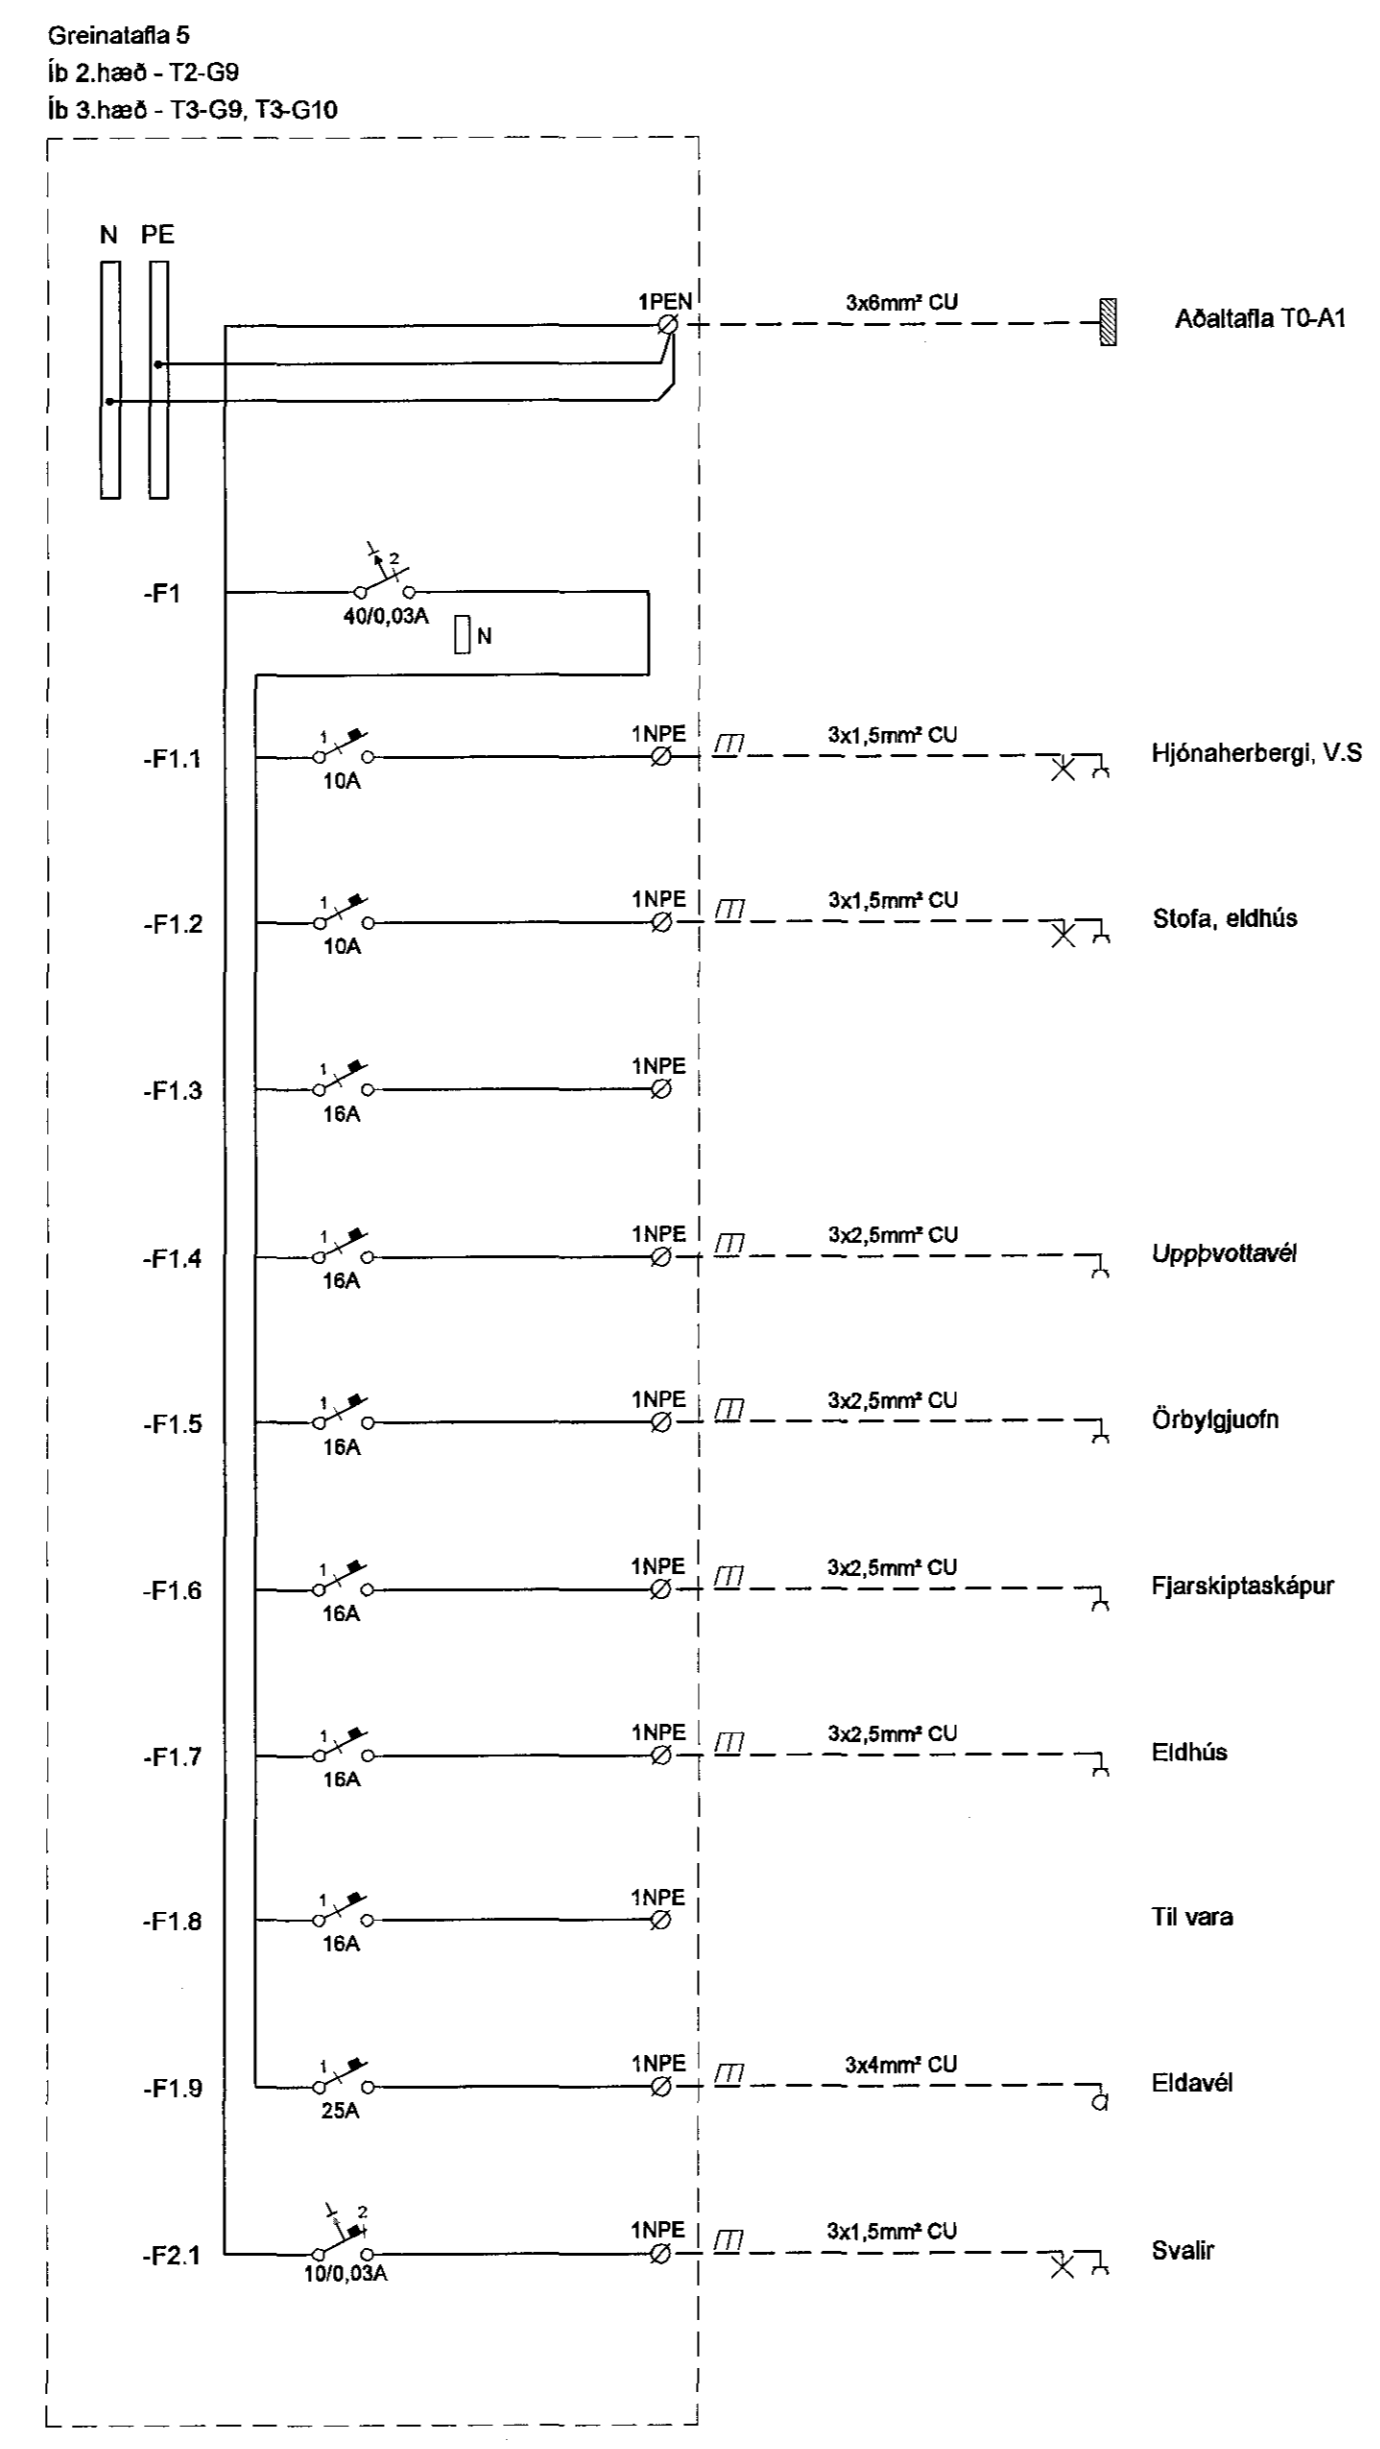 Greinatafla 5
Íb 2.hæð - T2-G9
Íb 3.hæð - T3-G9, T3-G10
N PE
1PEN 3x6mm² CU Aðaltafla T0-A1
2
-F1
40/0,03A
N
1 1NPE 3x1,5mm² CU
-F1.1 Hjónaherbergi, V.S
10A
1 1NPE 3x1,5mm² CU
-F1.2 Stofa, eldhús
10A
1 1NPE
-F1.3
16A
1 1NPE 3x2,5mm² CU
-F1.4 Uppþvottavél
16A
1 1NPE 3x2,5mm² CU
-F1.5 Örbylgjuofn
16A
1 1NPE 3x2,5mm² CU
-F1.6 Fjarskiptaskápur
16A
1 1NPE 3x2,5mm² CU
-F1.7 Eldhús
16A
1 1NPE
-F1.8 Til vara
16A
1 1NPE 3x4mm² CU
-F1.9 Eldavél
25A
2 1NPE 3x1,5mm² CU
-F2.1 Svalir
10/0,03A